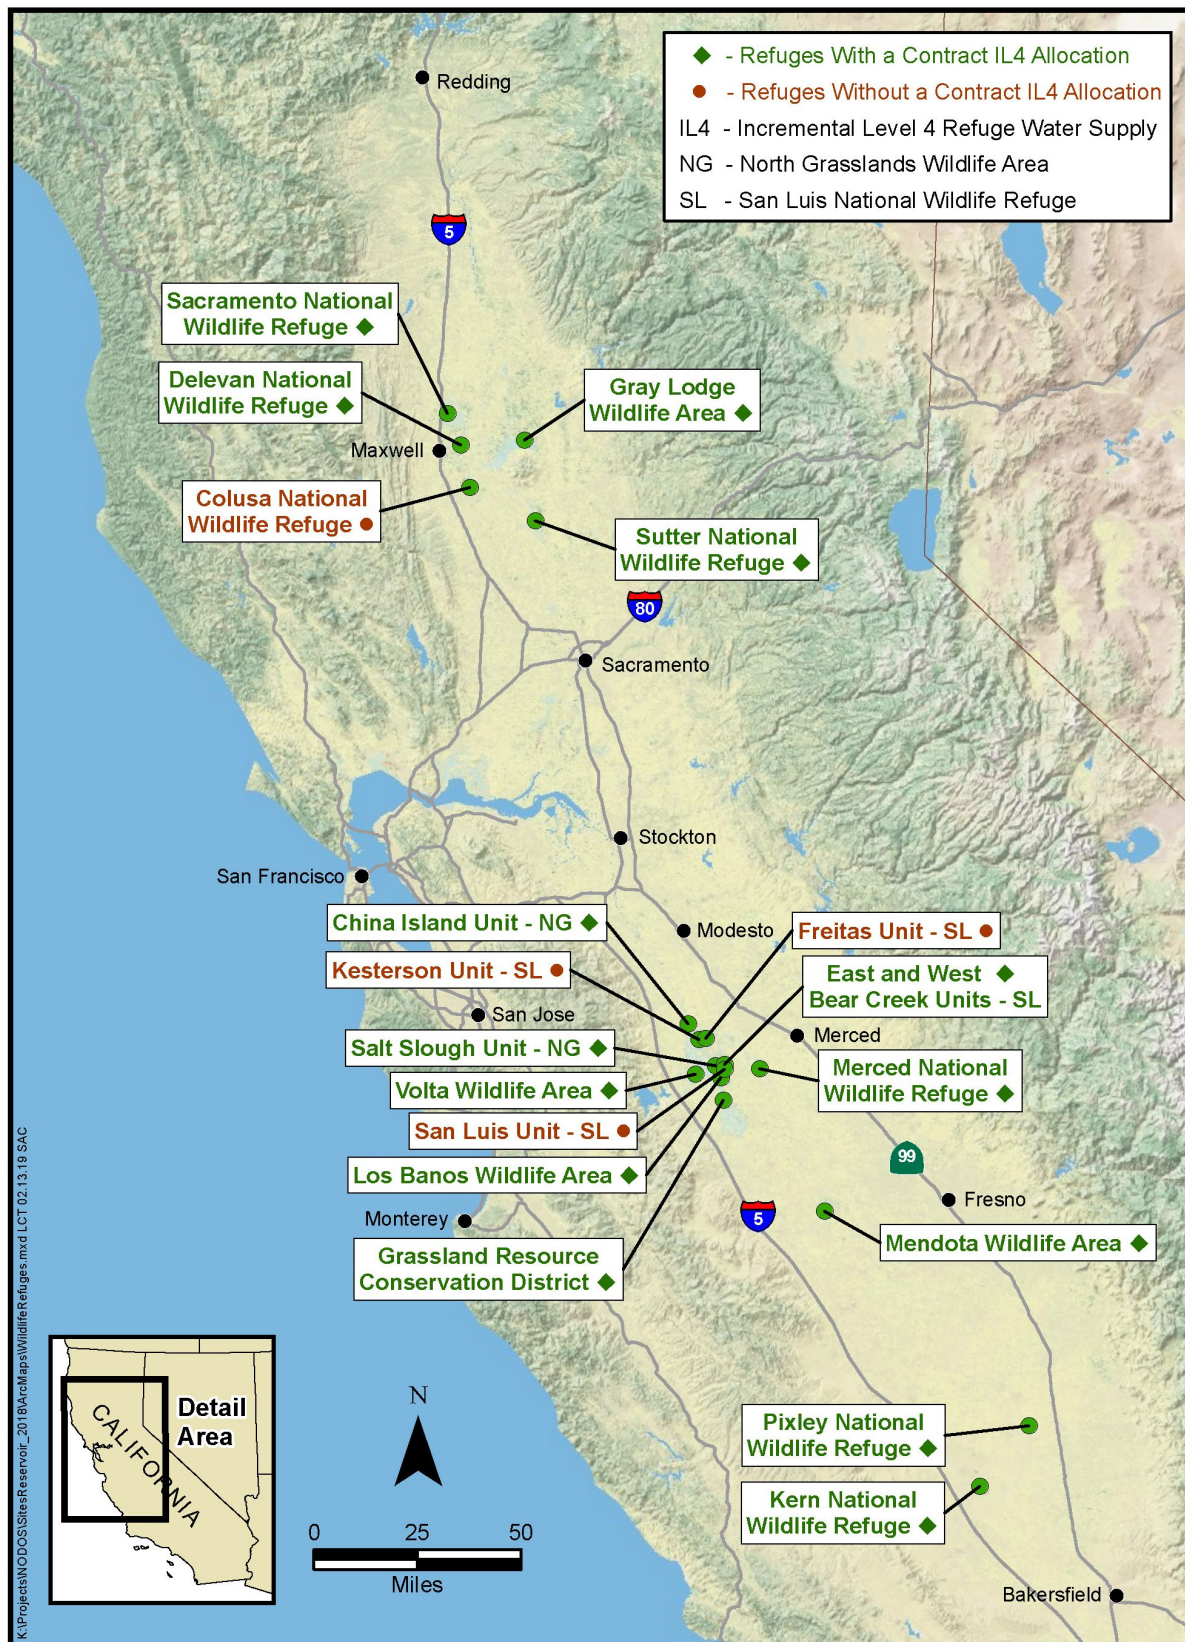 Redding
◆ - Refuges With a Contract IL4 Allocation
● - Refuges Without a Contract IL4 Allocation
IL4 - Incremental Level 4 Refuge Water Supply
NG - North Grasslands Wildlife Area
SL - San Luis National Wildlife Refuge
5
Sacramento National
Wildlife Refuge ◆
Delevan National
Wildlife Refuge ◆
Gray Lodge
Wildlife Area ◆
Maxwell
Colusa National
Wildlife Refuge ●
Sutter National
Wildlife Refuge ◆
80
Sacramento
Stockton
San Francisco
China Island Unit - NG ◆
Modesto
Freitas Unit - SL ●
Kesterson Unit - SL ●
East and West ◆
Bear Creek Units - SL
San Jose
Merced
Salt Slough Unit - NG ◆
Merced National
Wildlife Refuge ◆
Volta Wildlife Area ◆
San Luis Unit - SL ●
Los Banos Wildlife Area ◆
99
Fresno
5
Monterey
Mendota Wildlife Area ◆
Grassland Resource
Conservation District ◆
Detail
Area
CALIFORNIA
N
Pixley National
Wildlife Refuge ◆
Kern National
Wildlife Refuge ◆
0 25 50
Miles
Bakersfield
K:\Projects\NODOS\SitesReservoir_2018\ArcMaps\WildlifeRefuges.mxd LCT 02.13.19 SAC